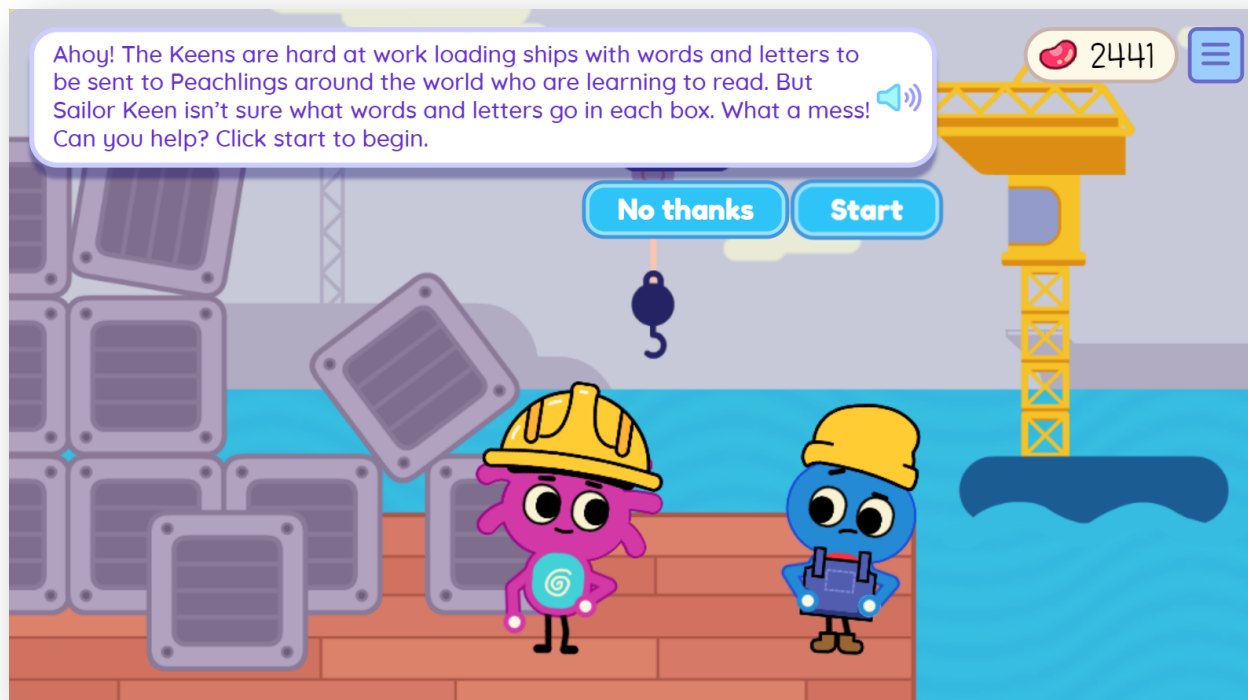 Ahoy! The Keens are hard at work loading ships with words and letters to
be sent to Peachlings around the world who are learning to read. But
Sailor Keen isn’t sure what words and letters go in each box. What a mess!
Can you help? Click start to begin.
2441
No thanks
Start